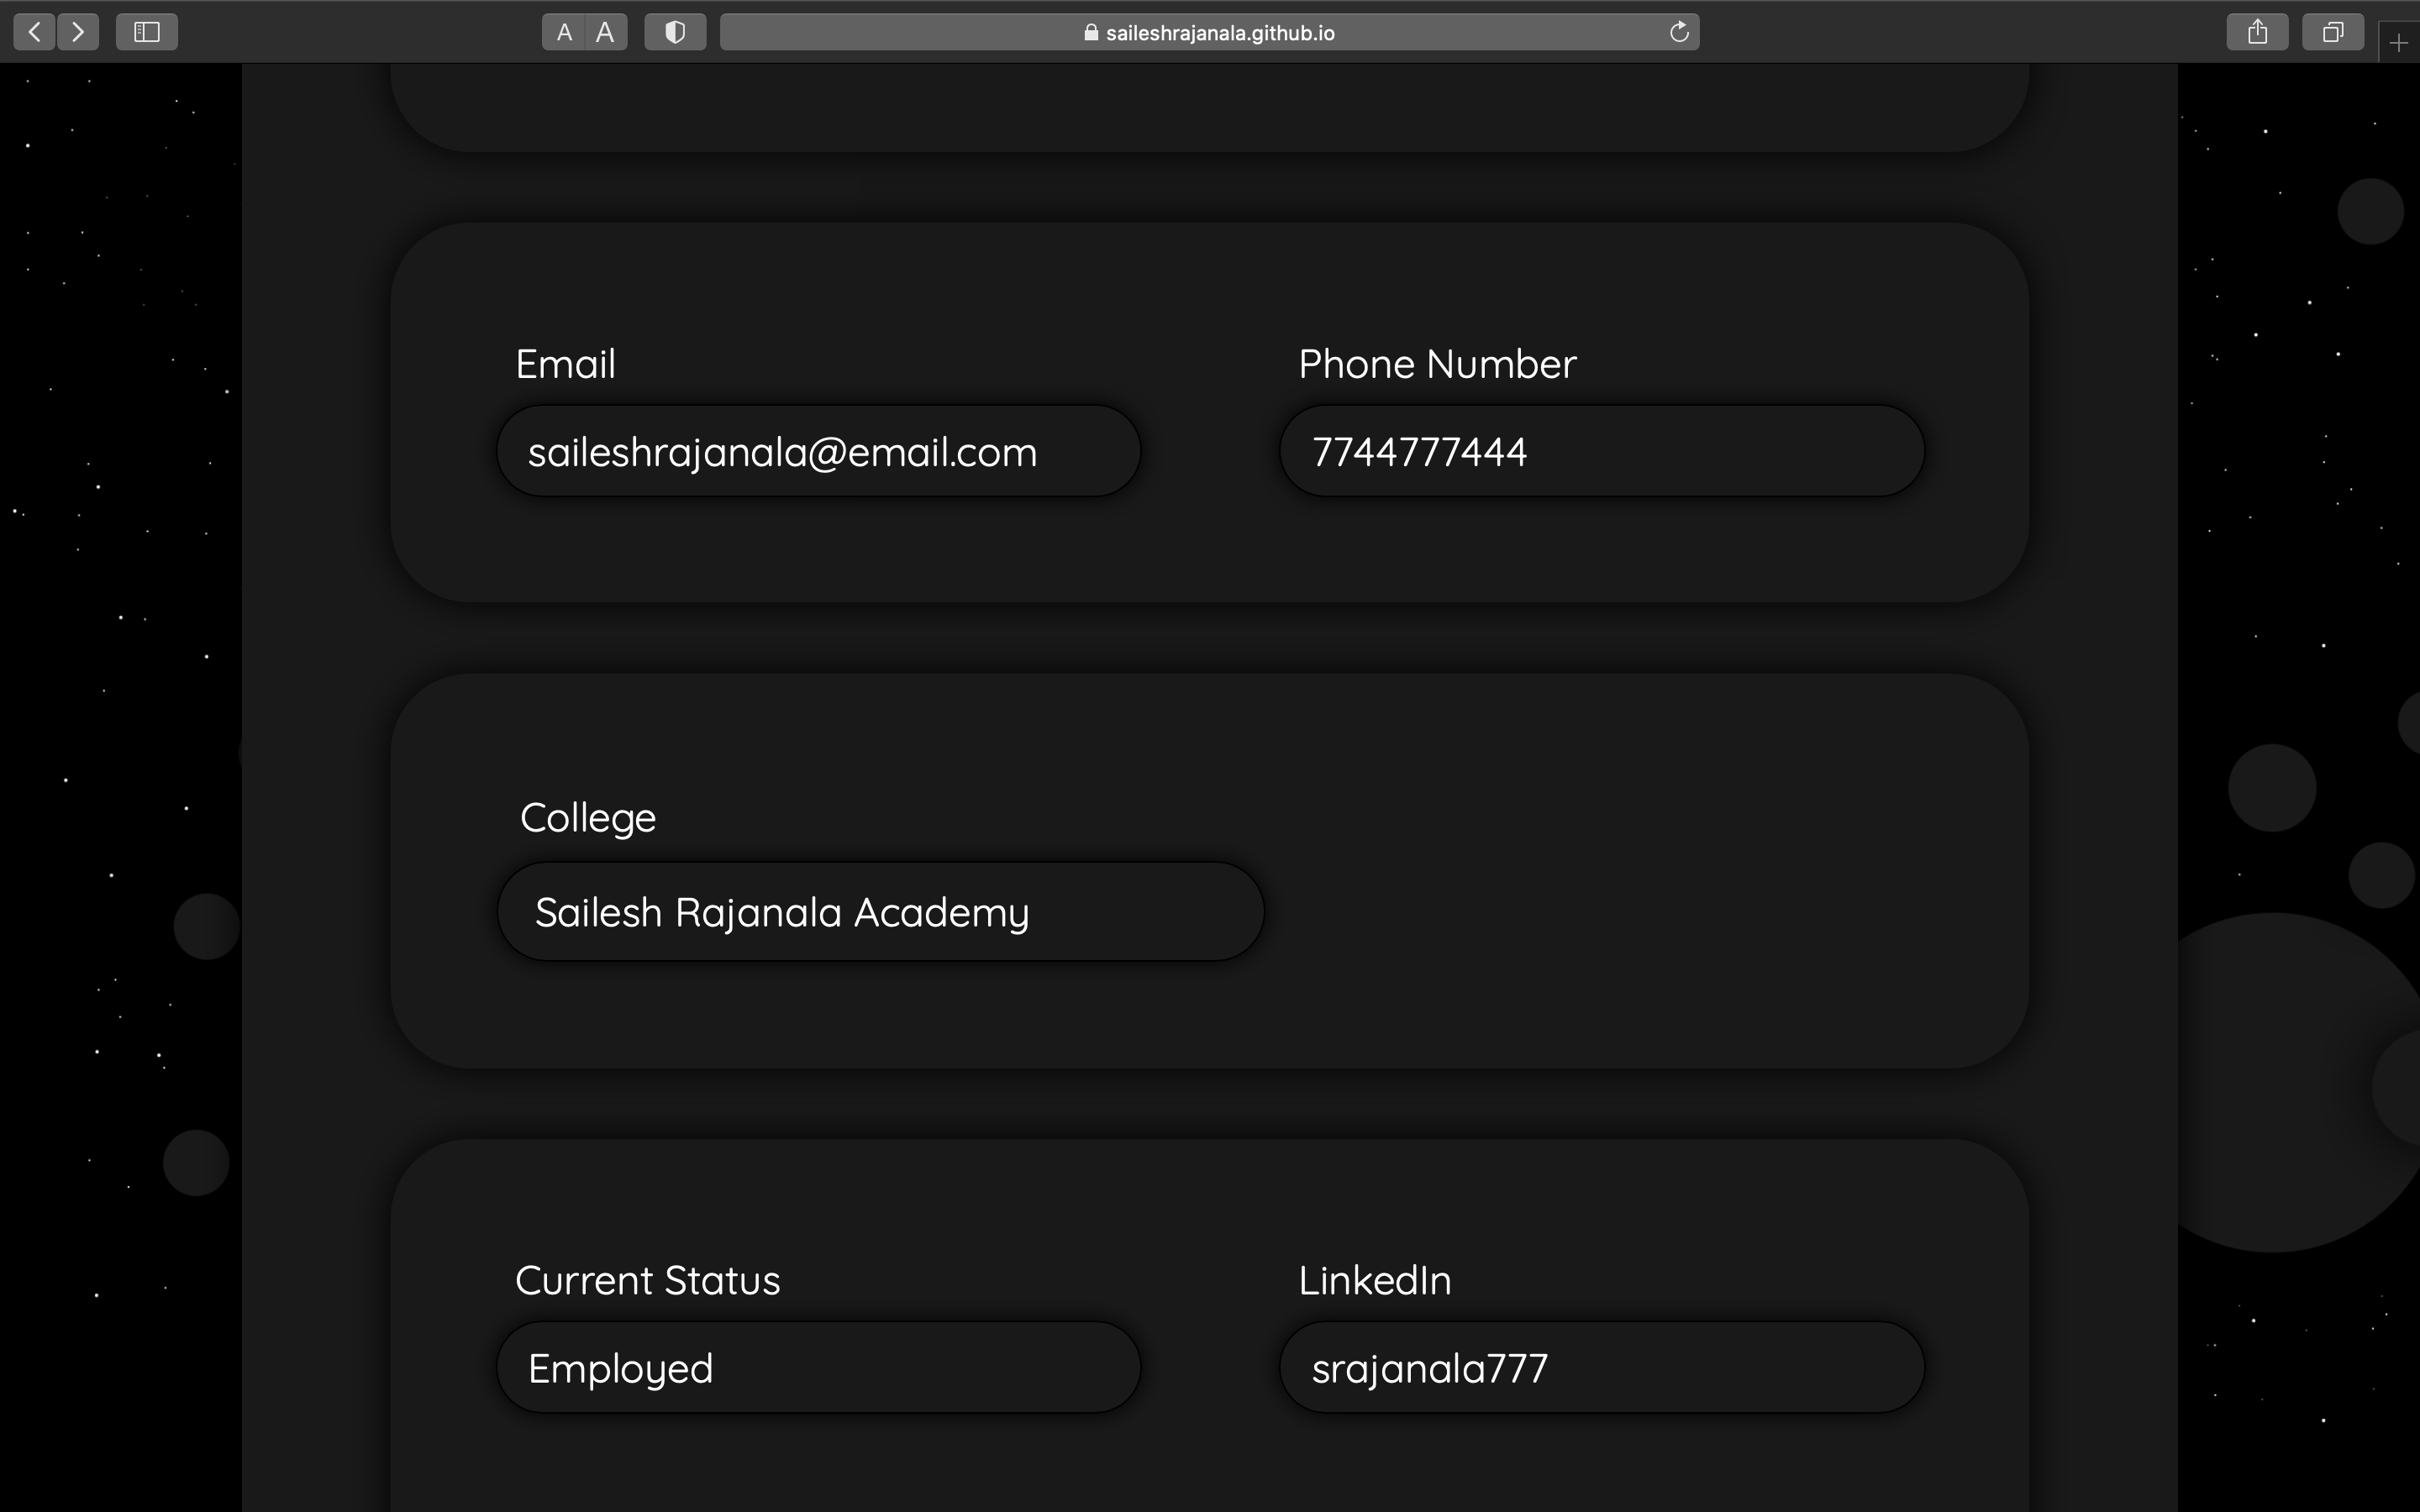 A A saileshrajanala.github.io
Email Phone Number
saileshrajanala@email.com 7744777444
College
Sailesh Rajanala Academy
Current Status LinkedIn
Employed srajanala777